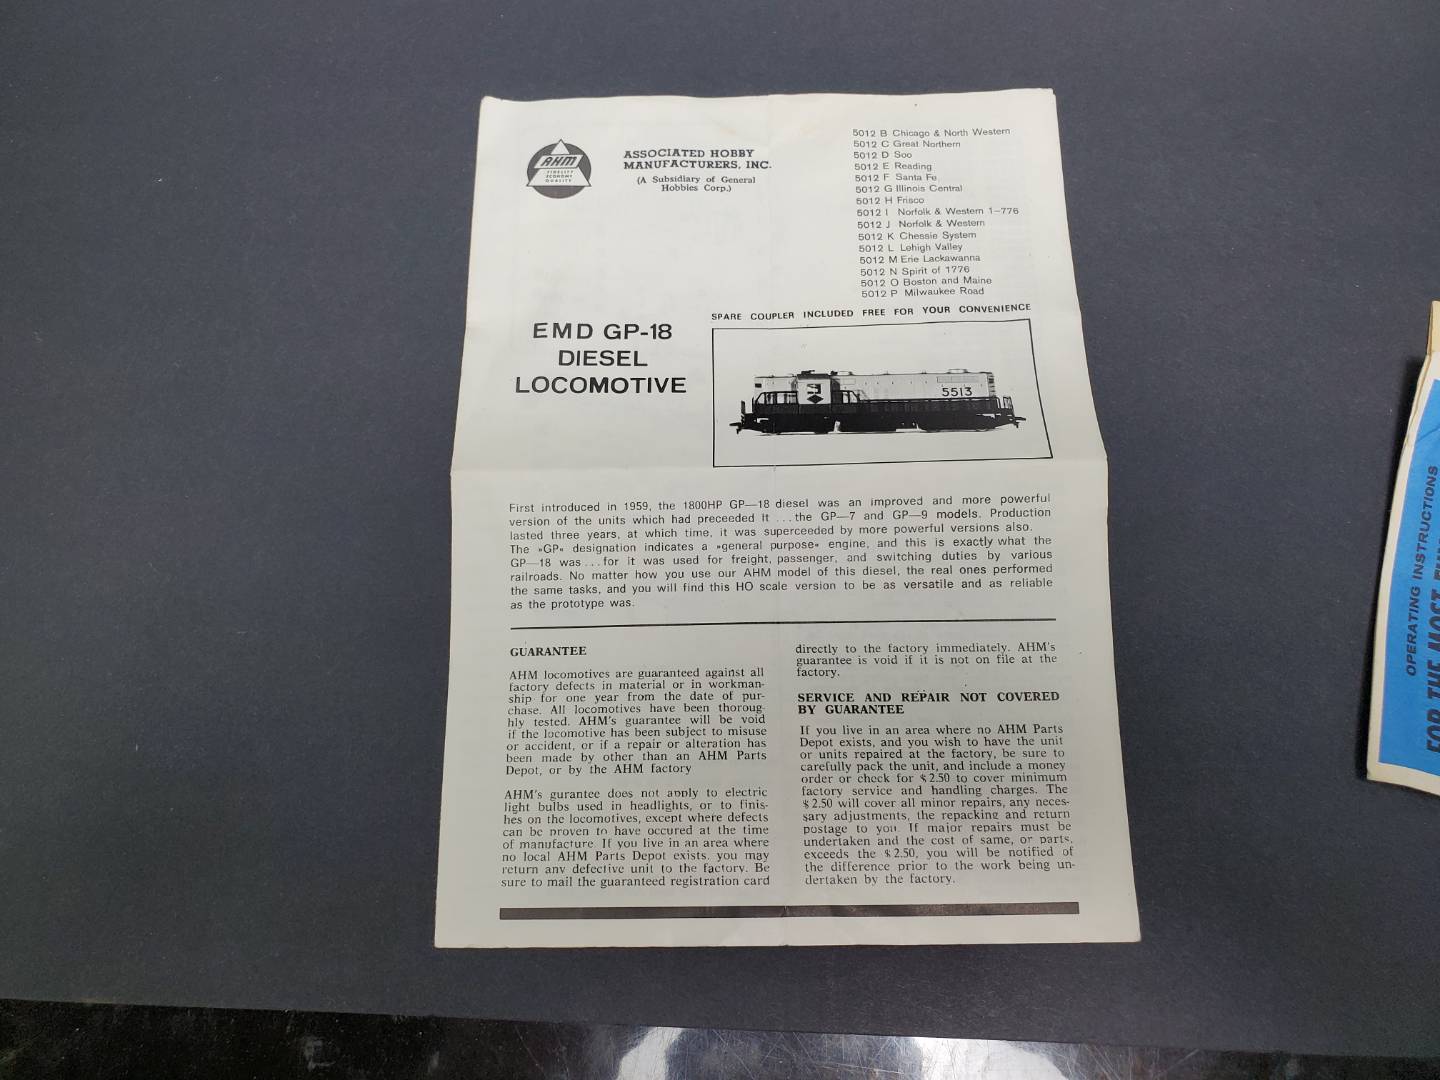 AHM
FIDELITY
ECONOMY
QUALITY
ASSOCIATED HOBBY
MANUFACTURERS, INC.
(A Subsidiary of General
Hobbies Corp.)
5012 B Chicago & North Western
5012 C Great Northern
5012 D Soo
5012 E Reading
5012 F Santa Fe
5012 G Illinois Central
5012 H Frisco
5012 I Norfolk & Western 1-776
5012 J Norfolk & Western
5012 K Chessie System
5012 L Lehigh Valley
5012 M Erie Lackawanna
5012 N Spirit of 1776
5012 O Boston and Maine
5012 P Milwaukee Road
EMD GP-18
DIESEL
LOCOMOTIVE
SPARE COUPLER INCLUDED FREE FOR YOUR CONVENIENCE
5513
First introduced in 1959, the 1800HP GP—18 diesel was an improved and more powerful
version of the units which had preceeded it ... the GP—7 and GP—9 models. Production
lasted three years, at which time, it was superceeded by more powerful versions also.
The »GP« designation indicates a »general purpose« engine, and this is exactly what the
GP—18 was ... for it was used for freight, passenger, and switching duties by various
railroads. No matter how you use our AHM model of this diesel, the real ones performed
the same tasks, and you will find this HO scale version to be as versatile and as reliable
as the prototype was.
GUARANTEE
AHM locomotives are guaranteed against all
factory defects in material or in workman-
ship for one year from the date of pur-
chase. All locomotives have been thoroug-
hly tested. AHM's guarantee will be void
if the locomotive has been subject to misuse
or accident, or if a repair or alteration has
been made by other than an AHM Parts
Depot, or by the AHM factory
AHM's gurantee does not apply to electric
light bulbs used in headlights, or to finis-
hes on the locomotives, except where defects
can be proven to have occured at the time
of manufacture. If you live in an area where
no local AHM Parts Depot exists, you may
return any defective unit to the factory. Be
sure to mail the guaranteed registration card
directly to the factory immediately. AHM's
guarantee is void if it is not on file at the
factory.
SERVICE AND REPAIR NOT COVERED
BY GUARANTEE
If you live in an area where no AHM Parts
Depot exists, and you wish to have the unit
or units repaired at the factory, be sure to
carefully pack the unit, and include a money
order or check for $ 2.50 to cover minimum
factory service and handling charges. The
$ 2.50 will cover all minor repairs, any neces-
sary adjustments, the repacking and return
postage to you. If major repairs must be
undertaken and the cost of same, or parts,
exceeds the $ 2.50, you will be notified of
the difference prior to the work being un-
dertaken by the factory.
OPERATING INSTRUCTIONS
FOR THE MOST